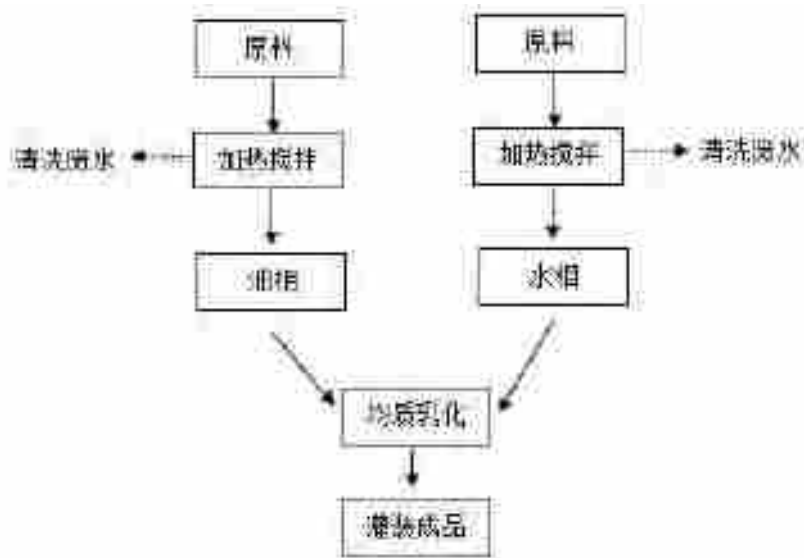 原料
原料
清洗废水
加热搅拌
加热搅拌
清洗废水
油相
水相
均质乳化
灌装成品